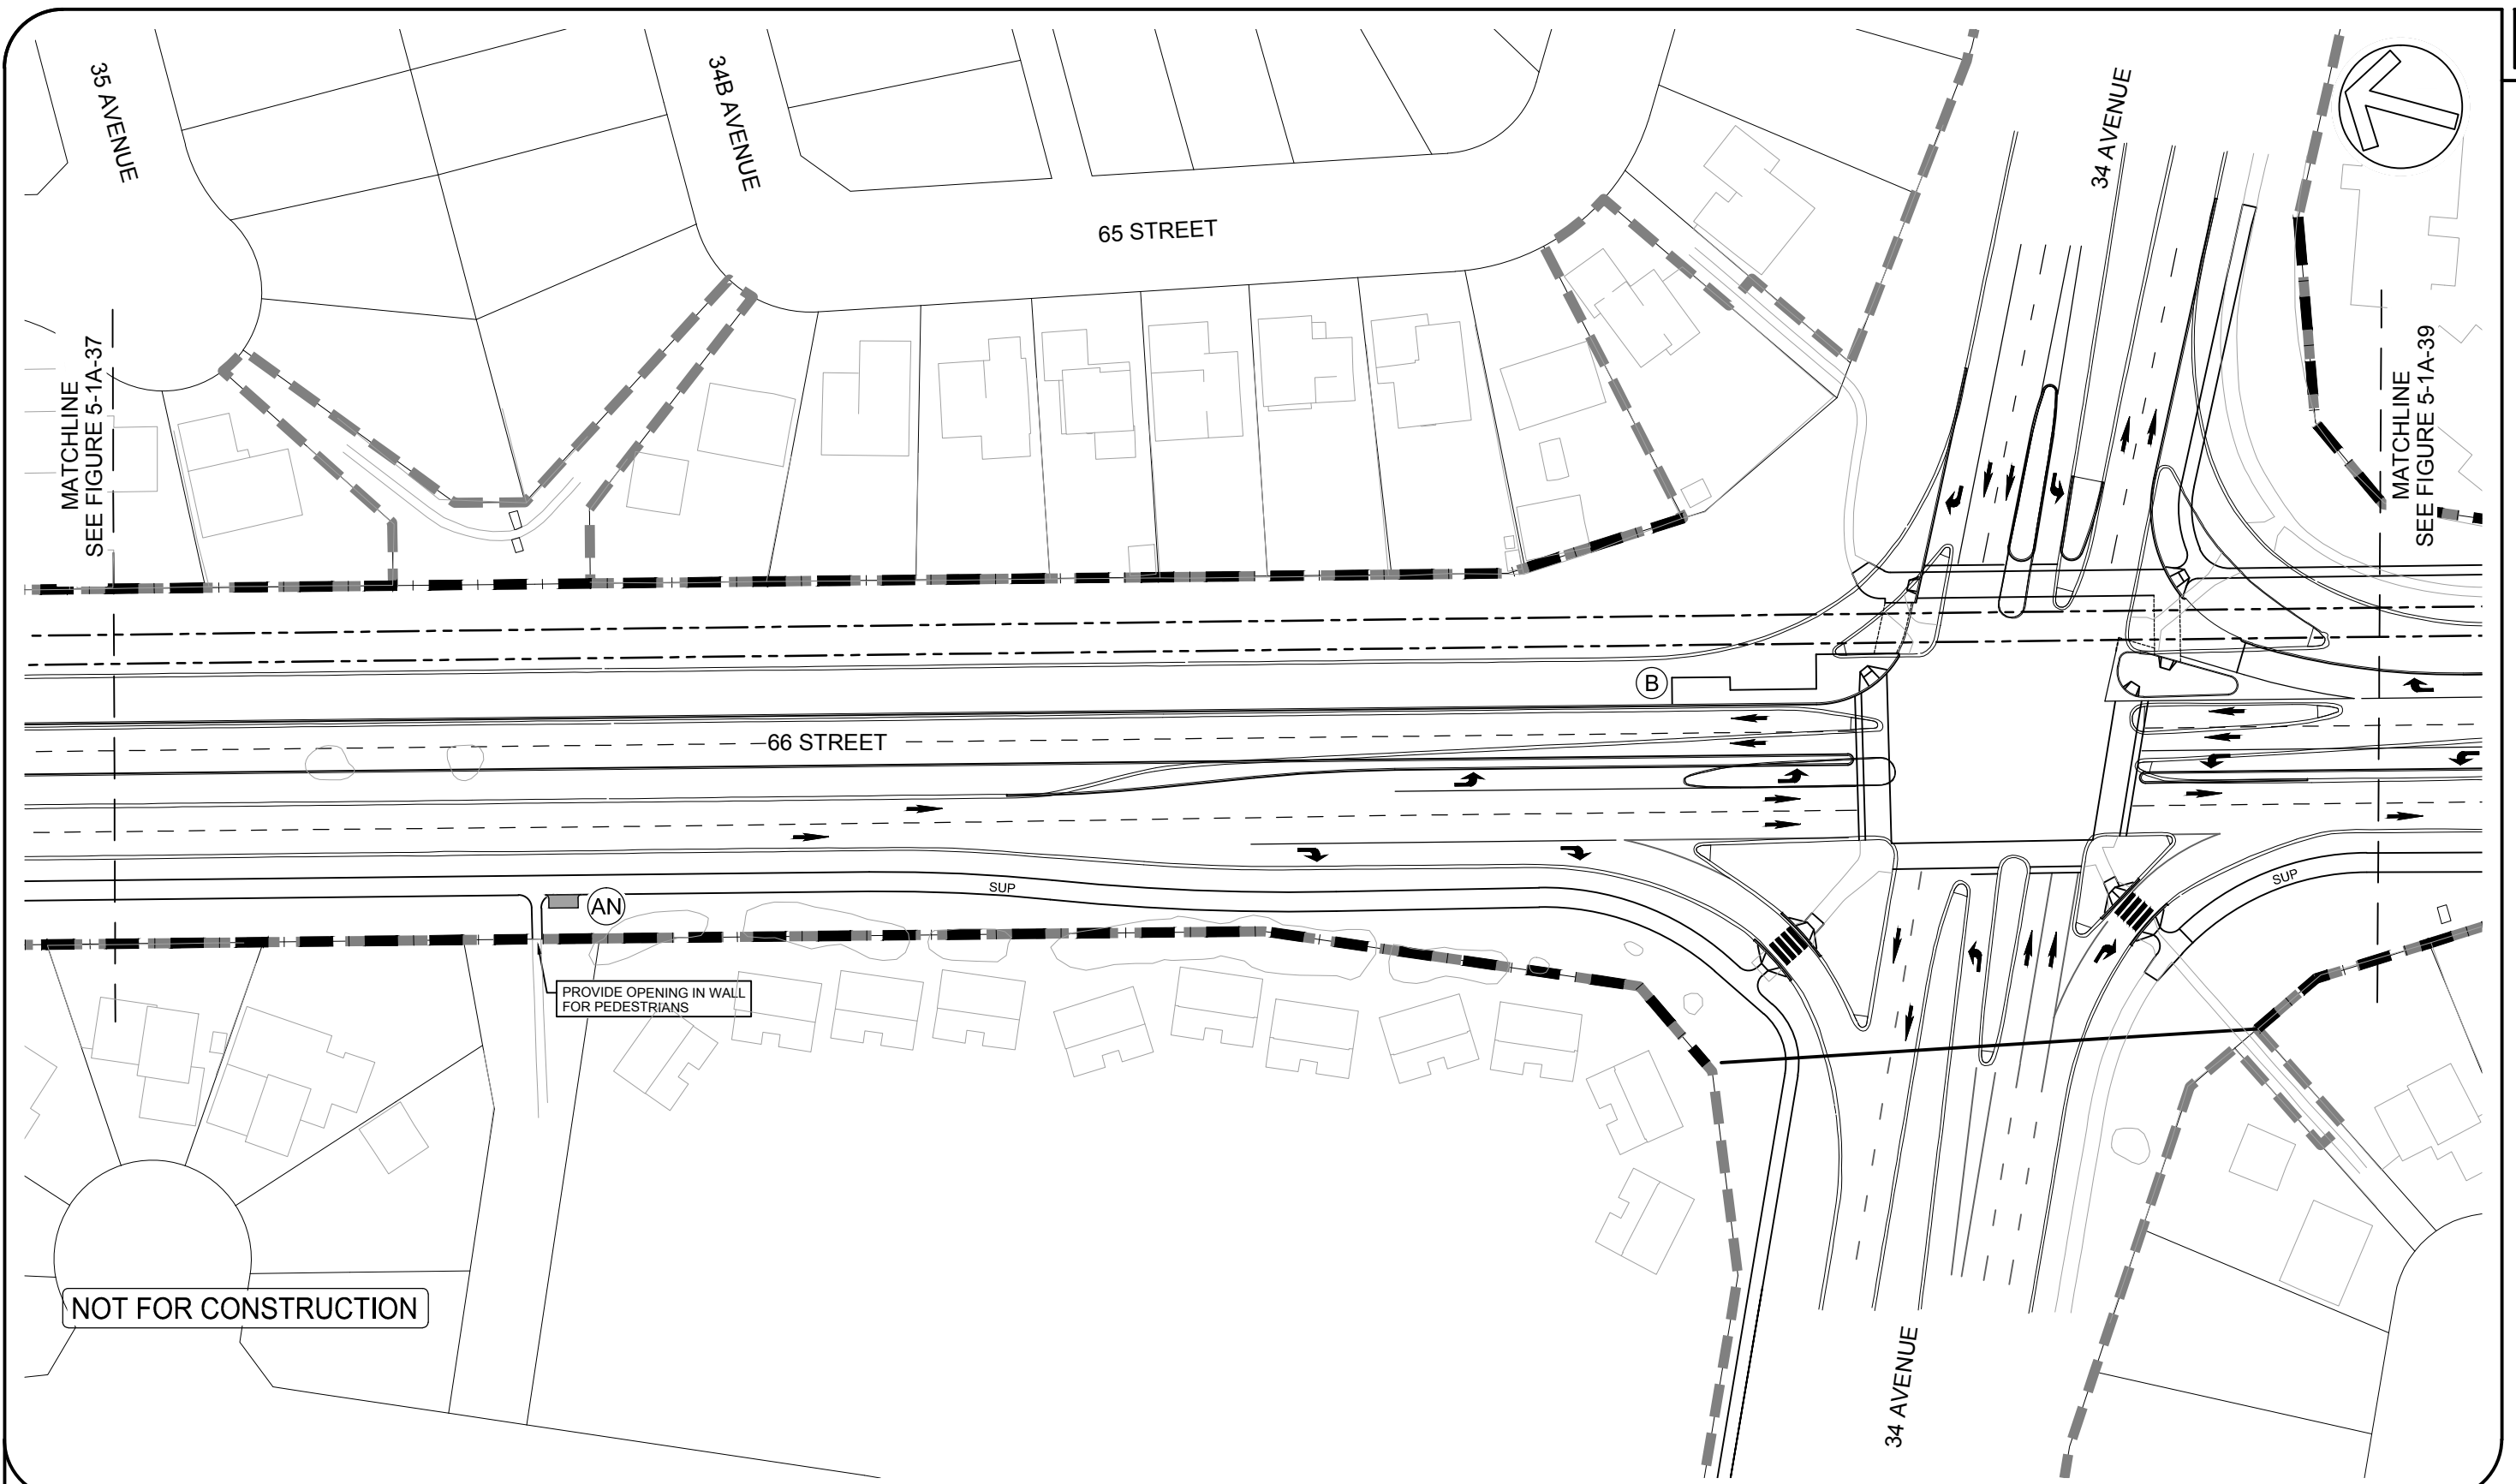 35 AVENUE
34B AVENUE
65 STREET
34 AVENUE
MATCHLINE
SEE FIGURE 5-1A-37
MATCHLINE
SEE FIGURE 5-1A-39
B
66 STREET
SUP
SUP
AN
PROVIDE OPENING IN WALL
FOR PEDESTRIANS
NOT FOR CONSTRUCTION
34 AVENUE